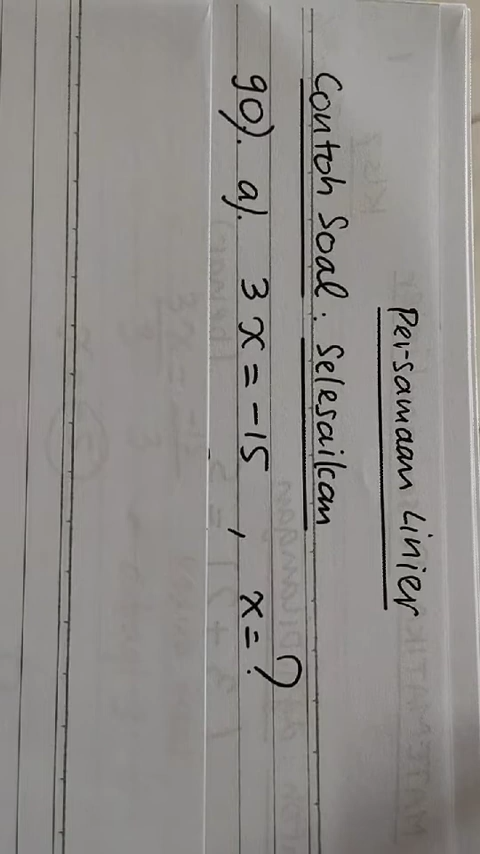 Persamaan Linier
Contoh Soal : Selesaikan
90). a). 3x = -15 , x = ?